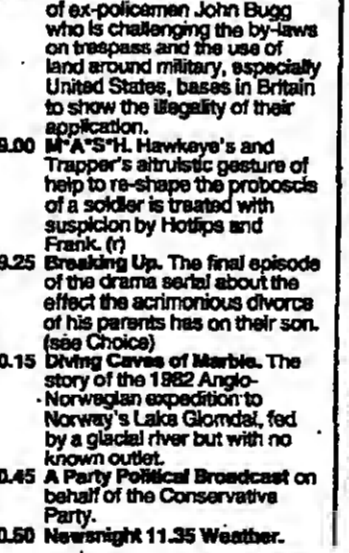 of ex-policeman John Bugg
who is challenging the by-laws
on trespass and the use of
land around military, especially
United States, bases in Britain
to show the illegality of their
application.
9.00 M*A*S*H. Hawkeye's and
Trapper's altruistic gesture of
help to re-shape the proboscis
of a soldier is treated with
suspicion by Hotlips and
Frank. (r)
9.25 Breaking Up. The final episode
of the drama serial about the
effect the acrimonious divorce
of his parents has on their son.
(see Choice)
0.15 Diving Caves of Marble. The
story of the 1982 Anglo-
Norwegian expedition to
Norway's Lake Glomdal, fed
by a glacial river but with no
known outlet.
0.45 A Party Political Broadcast on
behalf of the Conservative
Party.
0.50 Newsnight 11.35 Weather.